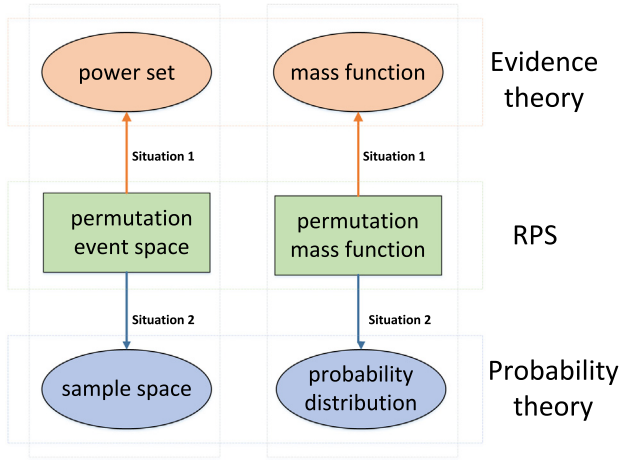 power set
mass function
Evidence
theory
Situation 1
Situation 1
permutation
event space
permutation
mass function
RPS
Situation 2
Situation 2
sample space
probability
distribution
Probability
theory